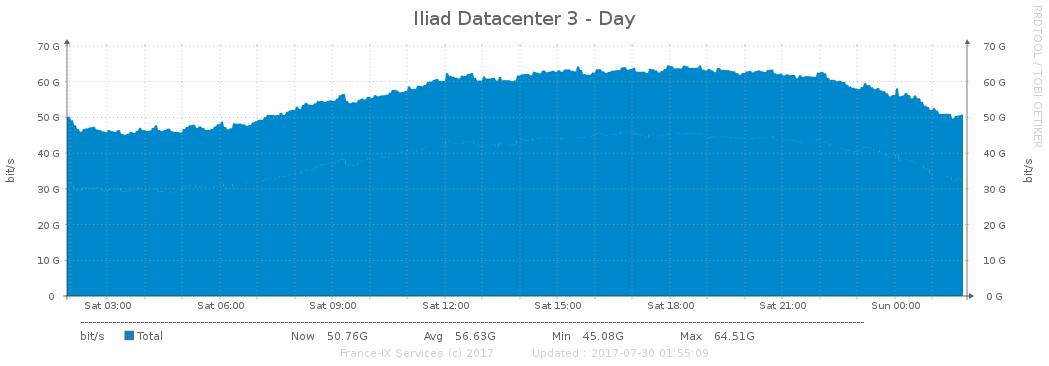 Iliad Datacenter 3 - Day
RRDTOOL / TOBI OETIKER
70 G 70 G
60 G 60 G
50 G 50 G
40 G 40 G
30 G 30 G
20 G 20 G
10 G 10 G
0 0 G
bit/s bit/s
Sat 03:00 Sat 06:00 Sat 09:00 Sat 12:00 Sat 15:00 Sat 18:00 Sat 21:00 Sun 00:00
bit/s Total Now 50.76G Avg 56.63G Min 45.08G Max 64.51G
France-IX Services (c) 2017 Updated : 2017-07-30 01:55:09